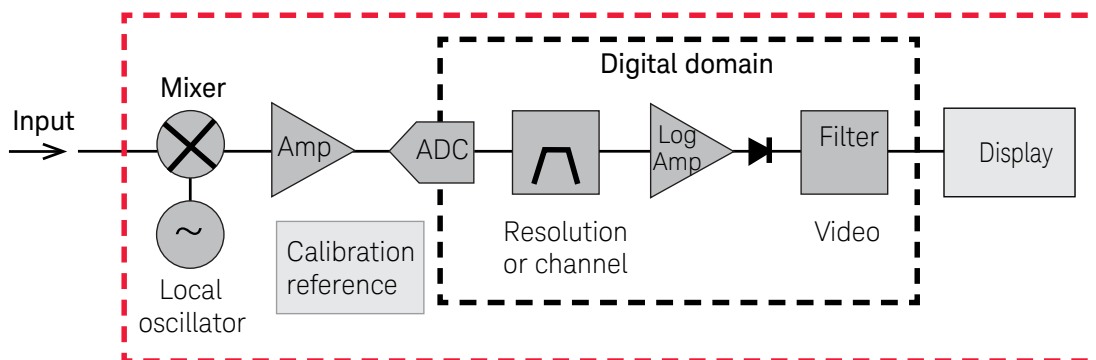 Digital domain
Mixer
Input
Amp
ADC
Log
Amp
Filter
Display
Resolution
or channel
Video
Calibration
reference
Local
oscillator